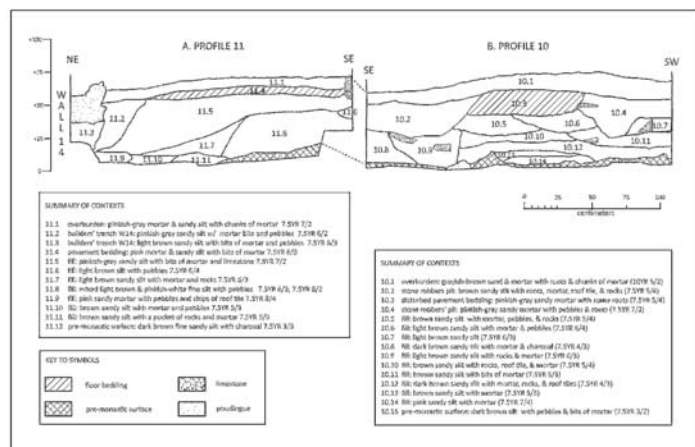 A. PROFILE 11
B. PROFILE 10
NE
SE
SE
SW
+100
+75
+50
+25
0
WALL 14
11.1
11.4
11.2
11.3
11.5
11.6
11.7
11.8
11.9
11.10
11.11
10.1
10.2
10.3
10.4
10.5
10.6
10.7
10.8
10.9
10.10
10.11
10.12
10.14
0
25
50
75
100
centimeters
SUMMARY OF CONTEXTS
11.1 overburden: pinkish-gray mortar & sandy silt with chunks of mortar 7.5YR 7/2
11.2 builders' trench W14: pinkish-gray sandy silt w/ mortar bits and pebbles 7.5YR 6/2
11.3 builders' trench W14: light brown sandy silt with bits of mortar and pebbles 7.5YR 6/3
11.4 pavement bedding: pink mortar & sandy silt with bits of mortar 7.5YR 8/3
11.5 fill: pinkish-gray sandy silt with bits of mortar and limestone 7.5YR 7/2
11.6 fill: light brown silt with pebbles 7.5YR 6/4
11.7 fill: light brown sandy silt with mortar and rocks 7.5YR 6/3
11.8 fill: mixed light brown & pinkish-white fine silt with pebbles 7.5YR 6/3, 7.5YR 8/2
11.9 fill: pink sandy mortar with pebbles and chips of roof tile 7.5YR 8/4
11.10 fill: brown silt with mortar and pebbles 7.5YR 5/3
11.11 fill: brown sandy silt with a pocket of rocks and mortar 7.5YR 5/3
11.12 pre-monastic surface: dark brown fine sandy silt with charcoal 7.5YR 3/3
KEY TO SYMBOLS
floor bedding
limestone
pre-monastic surface
poudingue
SUMMARY OF CONTEXTS
10.1 overburden: grayish-brown sand & mortar with rocks & chunks of mortar (10YR 5/2)
10.2 stone robbers pit: brown sandy silt with rocks, mortar, roof tile, & rocks (7.5YR 5/4)
10.3 disturbed pavement bedding: pinkish-gray sandy mortar with some roots (7.5YR 5/4)
10.4 stone robbers' pit: pinkish-gray sandy mortar with pebbles & roots (7.5YR 7/2)
10.5 fill: brown sandy silt with mortar, pebbles, & rocks (7.5YR 5/4)
10.6 fill: light brown sandy silt with mortar & pebbles (7.5YR 6/4)
10.7 fill: light brown sandy silt (7.5YR 6/3)
10.8 fill: dark brown sandy silt with mortar & charcoal (7.5YR 4/3)
10.9 fill: light brown sandy silt with rocks & mortar (7.5YR 6/3)
10.10 fill: brown sandy silt with rocks, roof tile, & mortar (7.5YR 5/4)
10.11 fill: brown sandy silt with bits of mortar (7.5YR 5/3)
10.12 fill: dark brown sandy silt with mortar, rocks, & roof tiles (7.5YR 4/3)
10.13 fill: brown silt with mortar (7.5YR 5/3)
10.14 fill: pink sandy silt with mortar (7.5YR 7/4)
10.15 pre-monastic surface: dark brown silt with pebbles & bits of mortar (7.5YR 3/2)